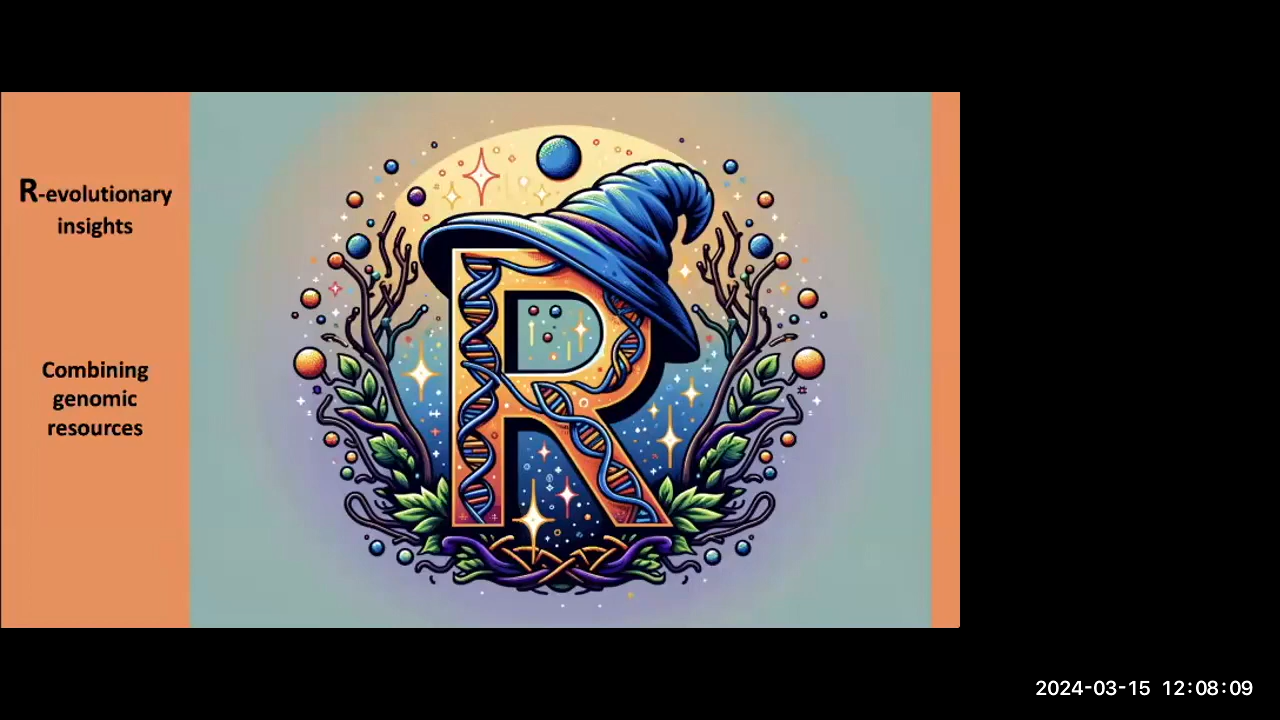 R-evolutionary
insights
Combining
genomic
resources
R
2024-03-15 12:08:09